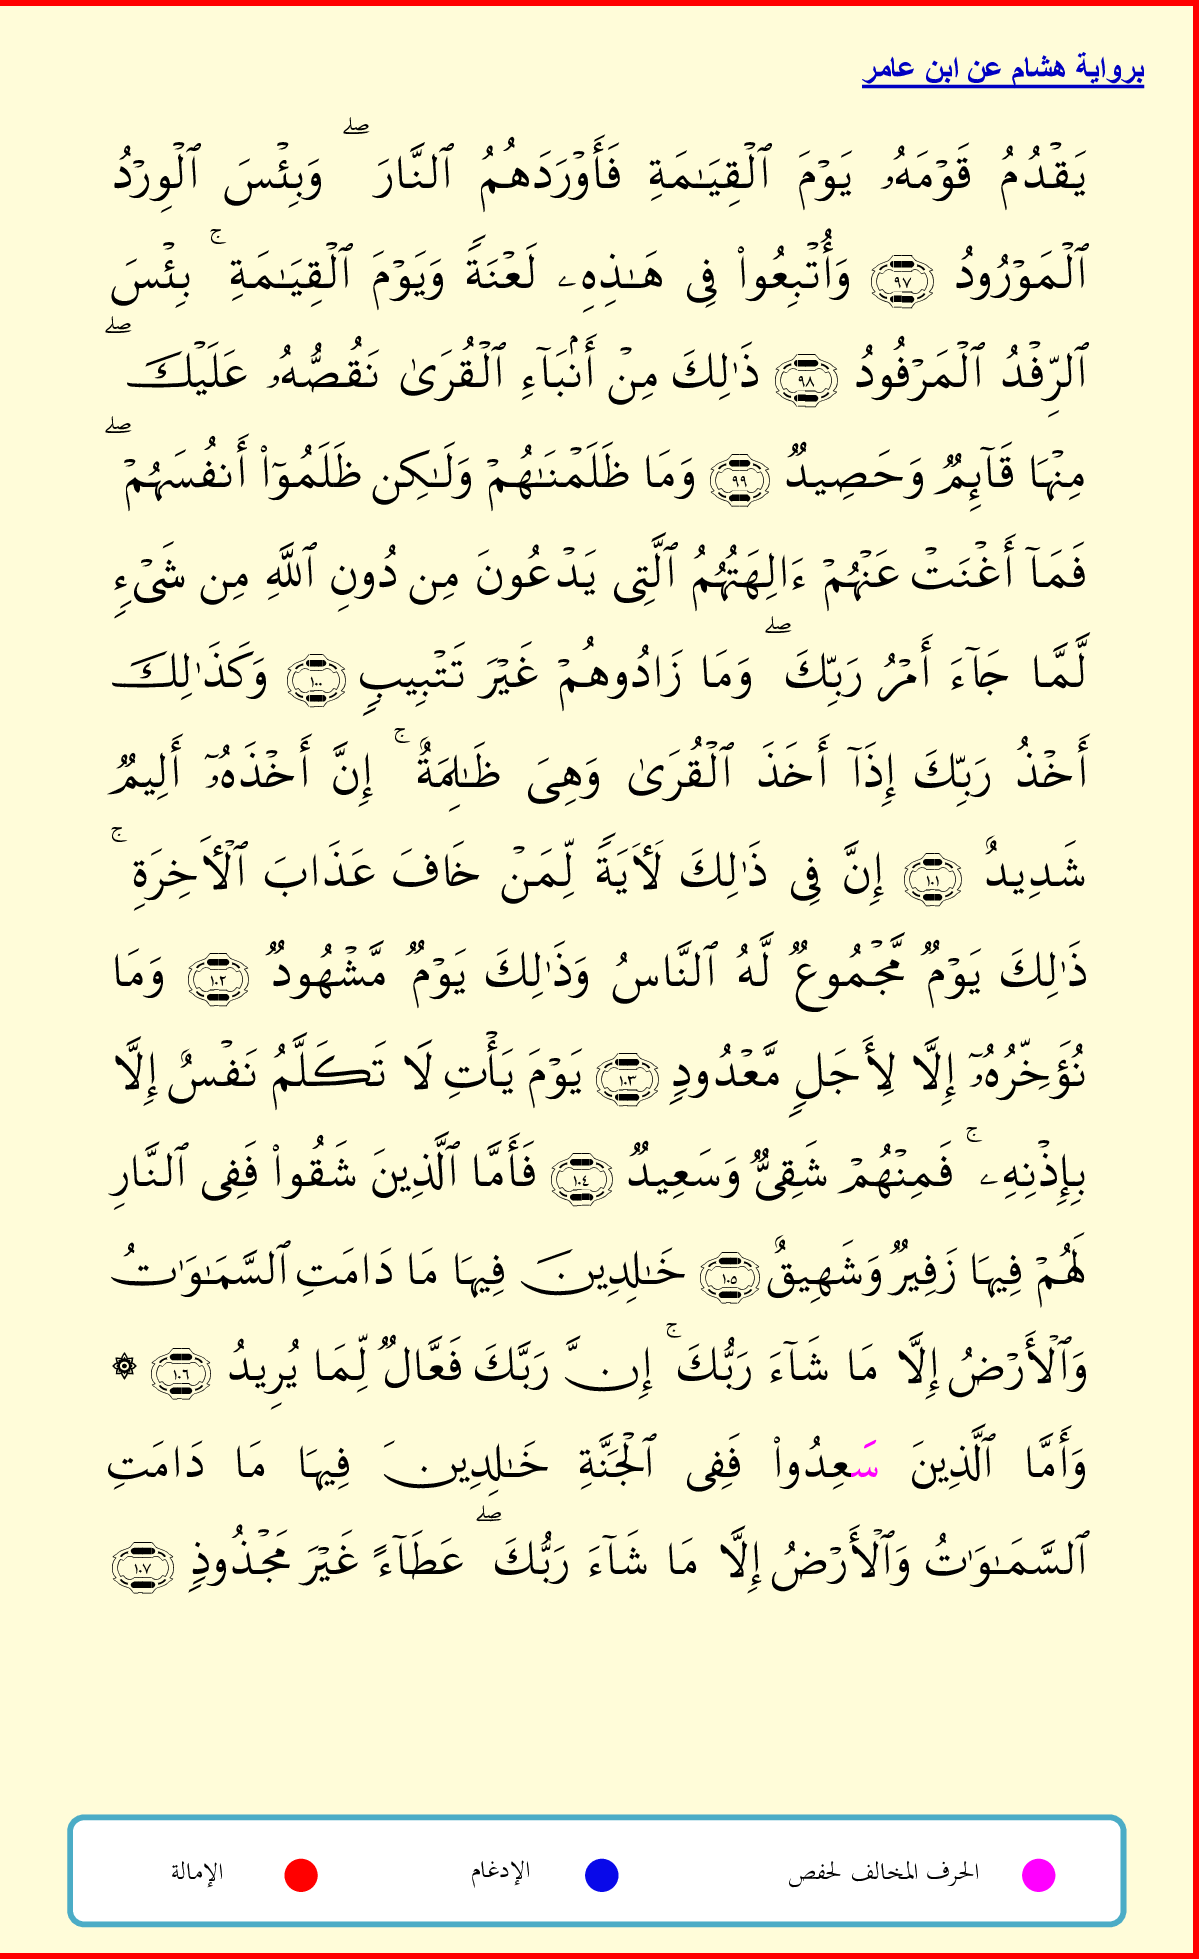 برواية هشام عن ابن عامر
يَقۡدُمُ قَوۡمَهُۥ يَوۡمَ ٱلۡقِيَـٰمَةِ فَأَوۡرَدَهُمُ ٱلنَّارَۖ وَبِئۡسَ ٱلۡوِرۡدُ
ٱلۡمَوۡرُودُ ٩٧ وَأُتۡبِعُوا۟ فِى هَـٰذِهِۦ لَعۡنَةً وَيَوۡمَ ٱلۡقِيَـٰمَةِۚ بِئۡسَ
ٱلرِّفۡدُ ٱلۡمَرۡفُودُ ٩٨ ذَٰلِكَ مِنۡ أَنۢبَآءِ ٱلۡقُرَىٰ نَقُصُّهُۥ عَلَيۡكَۖ
مِنۡهَا قَآئِمٌ وَحَصِيدٌ ٩٩ وَمَا ظَلَمۡنَـٰهُمۡ وَلَـٰكِن ظَلَمُوٓا۟ أَنفُسَهُمۡۖ
فَمَآ أَغۡنَتۡ عَنۡهُمۡ ءَالِهَتُهُمُ ٱلَّتِى يَدۡعُونَ مِن دُونِ ٱللَّهِ مِن شَىۡءٍ
لَّمَّا جَآءَ أَمۡرُ رَبِّكَۖ وَمَا زَادُوهُمۡ غَيۡرَ تَتۡبِيبٍ ١٠٠ وَكَذَٰلِكَ
أَخۡذُ رَبِّكَ إِذَآ أَخَذَ ٱلۡقُرَىٰ وَهِىَ ظَـٰلِمَةٌۚ إِنَّ أَخۡذَهُۥٓ أَلِيمٌ
شَدِيدٌ ١٠١ إِنَّ فِى ذَٰلِكَ لَأٓيَةً لِّمَنۡ خَافَ عَذَابَ ٱلۡأَخِرَةِۚ
ذَٰلِكَ يَوۡمٌ مَّجۡمُوعٌ لَّهُ ٱلنَّاسُ وَذَٰلِكَ يَوۡمٌ مَّشۡهُودٌ ١٠٢ وَمَا
نُؤَخِّرُهُۥٓ إِلَّا لِأَجَلٍ مَّعۡدُودٍ ١٠٣ يَوۡمَ يَأۡتِ لَا تَكَلَّمُ نَفۡسٌ إِلَّا
بِإِذۡنِهِۦۚ فَمِنۡهُمۡ شَقِىٌّ وَسَعِيدٌ ١٠٤ فَأَمَّا ٱلَّذِينَ شَقُوا۟ فَفِى ٱلنَّارِ
لَهُمۡ فِيهَا زَفِيرٌ وَشَهِيقٌ ١٠٥ خَـٰلِدِينَ فِيهَا مَا دَامَتِ ٱلسَّمَـٰوَٰتُ
وَٱلۡأَرۡضُ إِلَّا مَا شَآءَ رَبُّكَۚ إِنَّ رَبَّكَ فَعَّالٌ لِّمَا يُرِيدُ ١٠٦ ۞
وَأَمَّا ٱلَّذِينَ سَعِدُوا۟ فَفِى ٱلۡجَنَّةِ خَـٰلِدِينَ فِيهَا مَا دَامَتِ
ٱلسَّمَـٰوَٰتُ وَٱلۡأَرۡضُ إِلَّا مَا شَآءَ رَبُّكَۖ عَطَآءً غَيۡرَ مَجۡذُوذٍ ١٠٧
الحرف المخالف لحفص الإدغام الإمالة